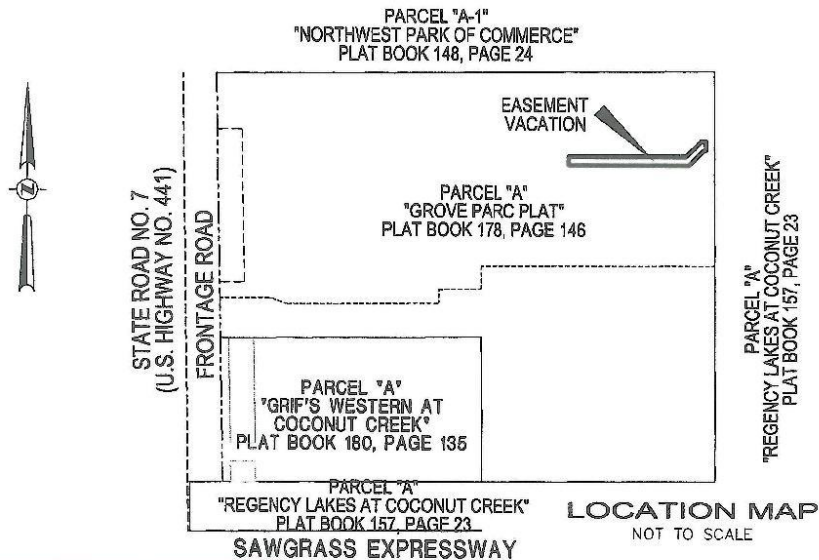 PARCEL "A-1"
"NORTHWEST PARK OF COMMERCE"
PLAT BOOK 148, PAGE 24
EASEMENT
VACATION
Z
STATE ROAD NO. 7
(U.S. HIGHWAY NO. 441)
FRONTAGE ROAD
PARCEL "A"
"GROVE PARC PLAT"
PLAT BOOK 178, PAGE 146
PARCEL "A"
"REGENCY LAKES AT COCONUT CREEK"
PLAT BOOK 157, PAGE 23
PARCEL "A"
"GRIF'S WESTERN AT
COCONUT CREEK"
PLAT BOOK 180, PAGE 135
PARCEL "A"
"REGENCY LAKES AT COCONUT CREEK"
PLAT BOOK 157, PAGE 23
LOCATION MAP
NOT TO SCALE
SAWGRASS EXPRESSWAY